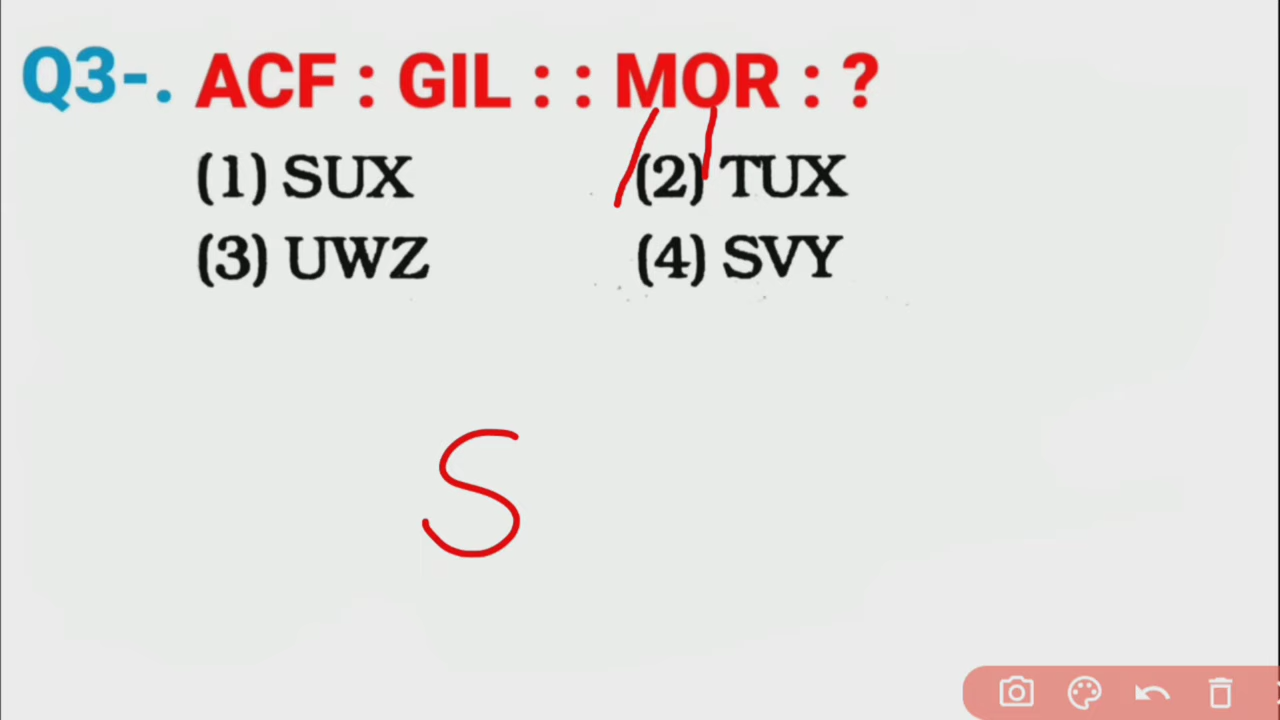 Q3-. ACF : GIL : : MOR : ?
(1) SUX (2) TUX
(3) UWZ (4) SVY
S